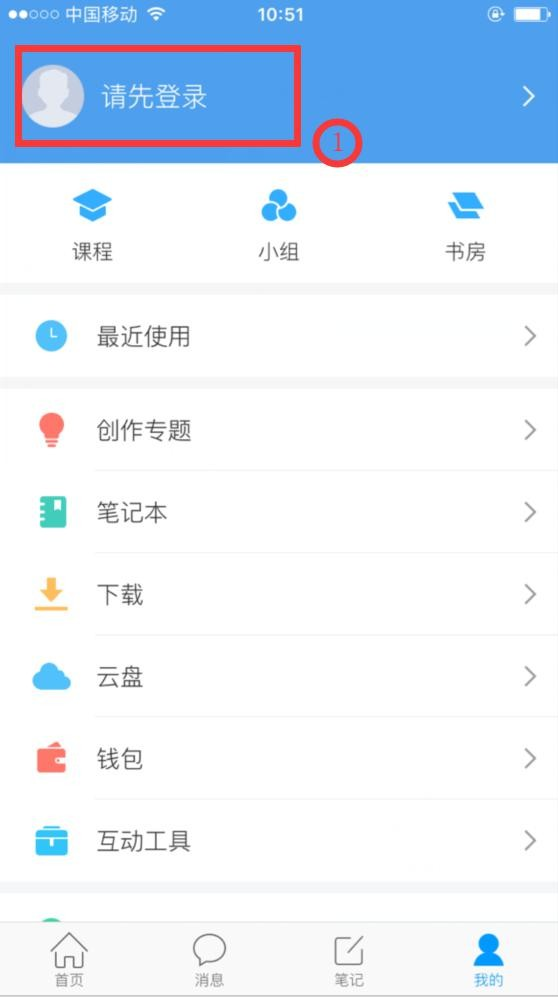 中国移动
10:51
请先登录
1
课程
小组
书房
最近使用
创作专题
笔记本
下载
云盘
钱包
互动工具
首页
消息
笔记
我的